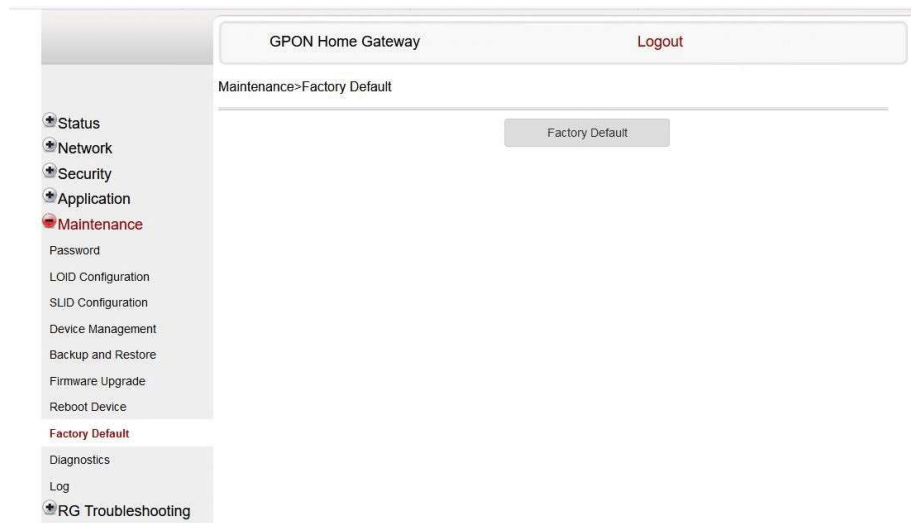 GPON Home Gateway
Logout
Maintenance>Factory Default
Factory Default
Status
Network
Security
Application
Maintenance
Password
LOID Configuration
SLID Configuration
Device Management
Backup and Restore
Firmware Upgrade
Reboot Device
Factory Default
Diagnostics
Log
RG Troubleshooting